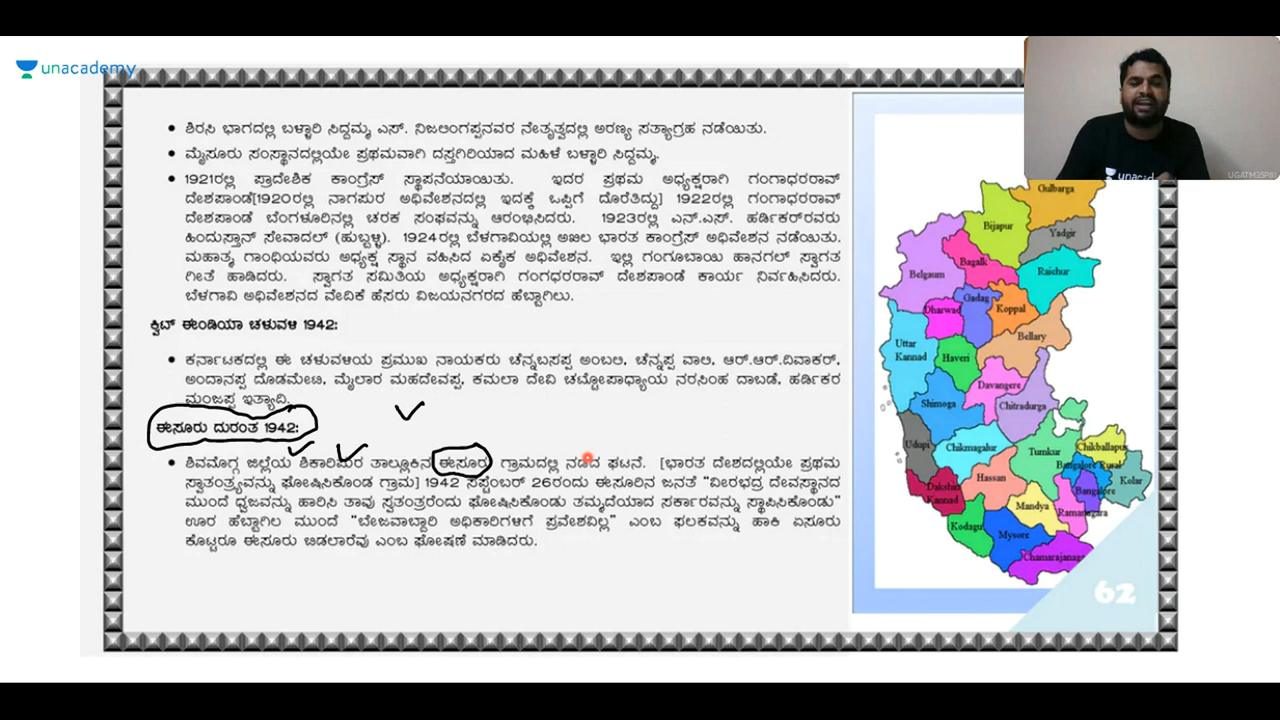 unacademy
unacademy
UGATM35P8I
ಶಿರಸಿ ಭಾಗದಲ್ಲಿ ಬಳ್ಳಾರಿ ಸಿದ್ದಮ್ಮ ಎಸ್. ನಿಜಲಿಂಗಪ್ಪನವರ ನೇತೃತ್ವದಲ್ಲಿ ಅರಣ್ಯ ಸತ್ಯಾಗ್ರಹ ನಡೆಯಿತು.
ಮೈಸೂರು ಸಂಸ್ಥಾನದಲ್ಲಿಯೇ ಪ್ರಥಮವಾಗಿ ದಸ್ತಗಿರಿಯಾದ ಮಹಿಳೆ ಬಳ್ಳಾರಿ ಸಿದ್ದಮ್ಮ.
1921ರಲ್ಲಿ ಪ್ರಾದೇಶಿಕ ಕಾಂಗ್ರೆಸ್ ಸ್ಥಾಪನೆಯಾಯಿತು. ಇದರ ಪ್ರಥಮ ಅಧ್ಯಕ್ಷರಾಗಿ ಗಂಗಾಧರರಾವ್
ದೇಶಪಾಂಡೆ[1920ರಲ್ಲಿ ನಾಗಪುರ ಅಧಿವೇಶನದಲ್ಲಿ ಇದಕ್ಕೆ ಒಪ್ಪಿಗೆ ದೊರೆತಿದ್ದು] 1922ರಲ್ಲಿ ಗಂಗಾಧರರಾವ್
ದೇಶಪಾಂಡೆ ಬೆಂಗಳೂರಿನಲ್ಲಿ ಚರಕ ಸಂಘವನ್ನು ಆರಂಭಿಸಿದರು. 1923ರಲ್ಲಿ ಎನ್.ಎಸ್. ಹರ್ಡಿಕರ್‌ರವರು
ಹಿಂದುಸ್ತಾನ್ ಸೇವಾದಲ್ (ಹುಬ್ಬಳ್ಳಿ). 1924ರಲ್ಲಿ ಬೆಳಗಾವಿಯಲ್ಲಿ ಅಖಿಲ ಭಾರತ ಕಾಂಗ್ರೆಸ್ ಅಧಿವೇಶನ ನಡೆಯಿತು.
ಮಹಾತ್ಮ ಗಾಂಧಿಯವರು ಅಧ್ಯಕ್ಷ ಸ್ಥಾನ ವಹಿಸಿದ ಏಕೈಕ ಅಧಿವೇಶನ. ಇಲ್ಲಿ ಗಂಗೂಬಾಯಿ ಹಾನಗಲ್ ಸ್ವಾಗತ
ಗೀತೆ ಹಾಡಿದರು. ಸ್ವಾಗತ ಸಮಿತಿಯ ಅಧ್ಯಕ್ಷರಾಗಿ ಗಂಗಧರರಾವ್ ದೇಶಪಾಂಡೆ ಕಾರ್ಯ ನಿರ್ವಹಿಸಿದರು.
ಬೆಳಗಾವಿ ಅಧಿವೇಶನದ ವೇದಿಕೆ ಹೆಸರು ವಿಜಯನಗರದ ಹೆಬ್ಬಾಗಿಲು.
ಕ್ವಿಟ್ ಈಂಡಿಯಾ ಚಳುವಳಿ 1942:
ಕರ್ನಾಟಕದಲ್ಲಿ ಈ ಚಳುವಳಿಯ ಪ್ರಮುಖ ನಾಯಕರು ಚೆನ್ನಬಸಪ್ಪ ಅಂಬಲಿ, ಚೆನ್ನಪ್ಪ ವಾಲಿ, ಆರ್.ಆರ್.ದಿವಾಕರ್,
ಅಂದಾನಪ್ಪ ದೊಡಮೇಟಿ, ಮೈಲಾರ ಮಹದೇವಪ್ಪ, ಕಮಲಾ ದೇವಿ ಚಟ್ಟೋಪಾಧ್ಯಾಯ ನರಸಿಂಹ ದಾಬಡೆ, ಹರ್ಡಿಕರ
ಮಂಜಪ್ಪ ಇತ್ಯಾದಿ.
ಈಸೂರು ದುರಂತ 1942:
ಶಿವಮೊಗ್ಗ ಜಿಲ್ಲೆಯ ಶಿಕಾರಿಮರ ತಾಲ್ಲೂಕಿನ ಈಸೂರು ಗ್ರಾಮದಲ್ಲಿ ನಡೆದ ಘಟನೆ. [ಭಾರತ ದೇಶದಲ್ಲಿಯೇ ಪ್ರಥಮ
ಸ್ವಾತಂತ್ರ್ಯವನ್ನು ಘೋಷಿಸಿಕೊಂಡ ಗ್ರಾಮ] 1942 ಸೆಪ್ಟಂಬರ್ 26ರಂದು ಈಸೂರಿನ ಜನತೆ "ವೀರಭದ್ರ ದೇವಸ್ಥಾನದ
ಮುಂದೆ ಧ್ವಜವನ್ನು ಹಾರಿಸಿ ತಾವು ಸ್ವತಂತ್ರರೆಂದು ಘೋಷಿಷಿಕೊಂಡು ತಮ್ಮದೆಯಾದ ಸರ್ಕಾರವನ್ನು ಸ್ಥಾಪಿಸಿಕೊಂಡು"
ಊರ ಹೆಬ್ಬಾಗಿಲ ಮುಂದೆ "ಬೇಜವಾಬ್ದಾರಿ ಅಧಿಕಾರಿಗಳಿಗೆ ಪ್ರವೇಶವಿಲ್ಲ" ಎಂಬ ಫಲಕವನ್ನು ಹಾಕಿ ಏಸೂರು
ಕೊಟ್ಟರೂ ಈಸೂರು ಬಿಡಲಾರೆವು ಎಂಬ ಘೋಷಣೆ ಮಾಡಿದರು.
Gulbarga
Bijapur
Yadgir
Bagalk
Belgaum
Raichur
Gadag
Dharwad
Koppal
Bellary
Uttar
Kannad
Haveri
Davangere
Shimoga
Chitradurga
Udupi
Chikmagalur
Tumkur
Chikballapur
Bangalore Rural
Hassan
Kolar
Dakshin
Kannad
Bangalore
Mandya
Ramanagara
Kodagu
Mysore
Chamarajanaga
62